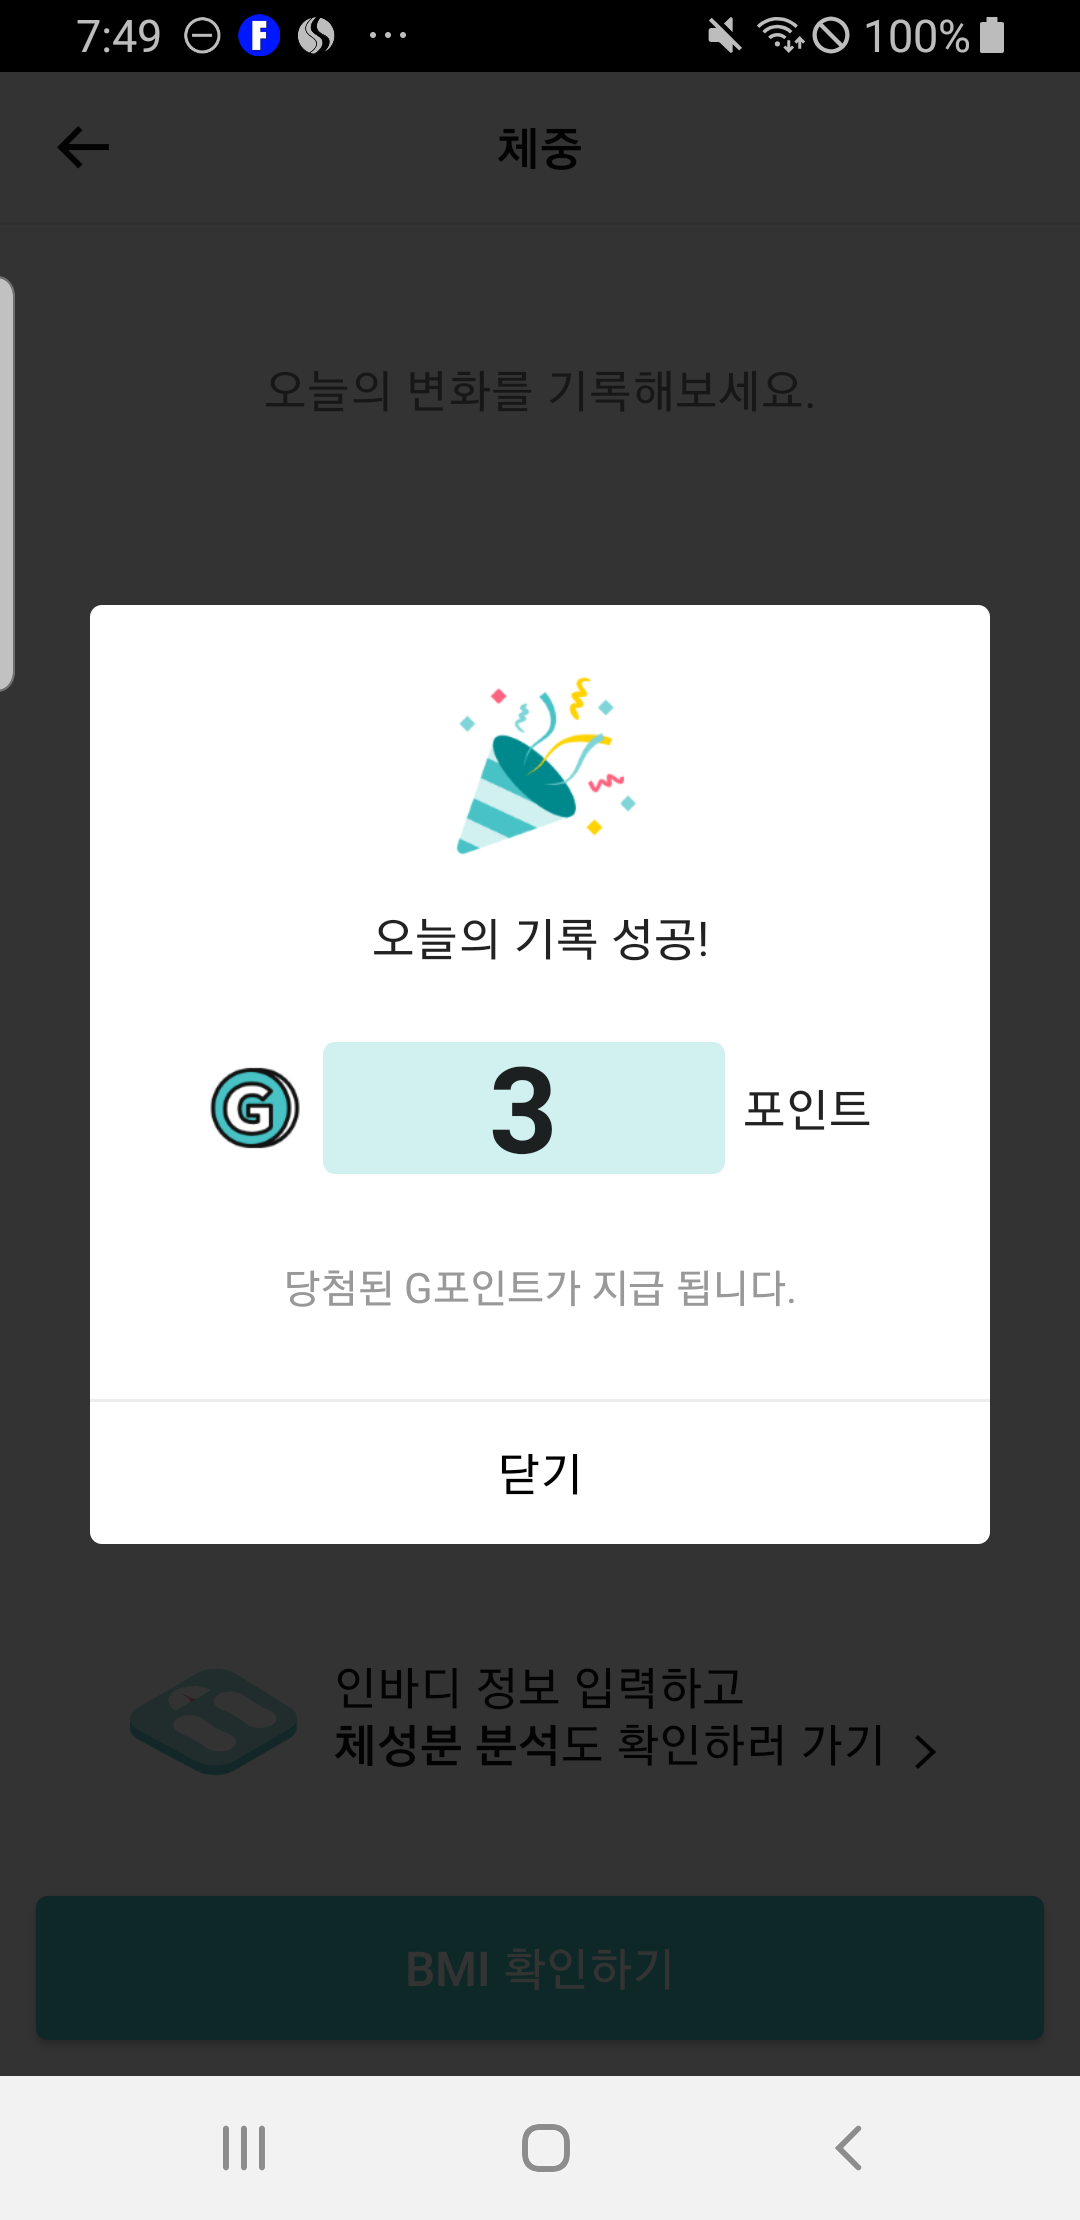 7:49
F
100%
체중
오늘의 변화를 기록해보세요.
오늘의 기록 성공!
G
3
포인트
당첨된 G포인트가 지급 됩니다.
닫기
인바디 정보 입력하고
체성분 분석도 확인하러 가기
BMI 확인하기